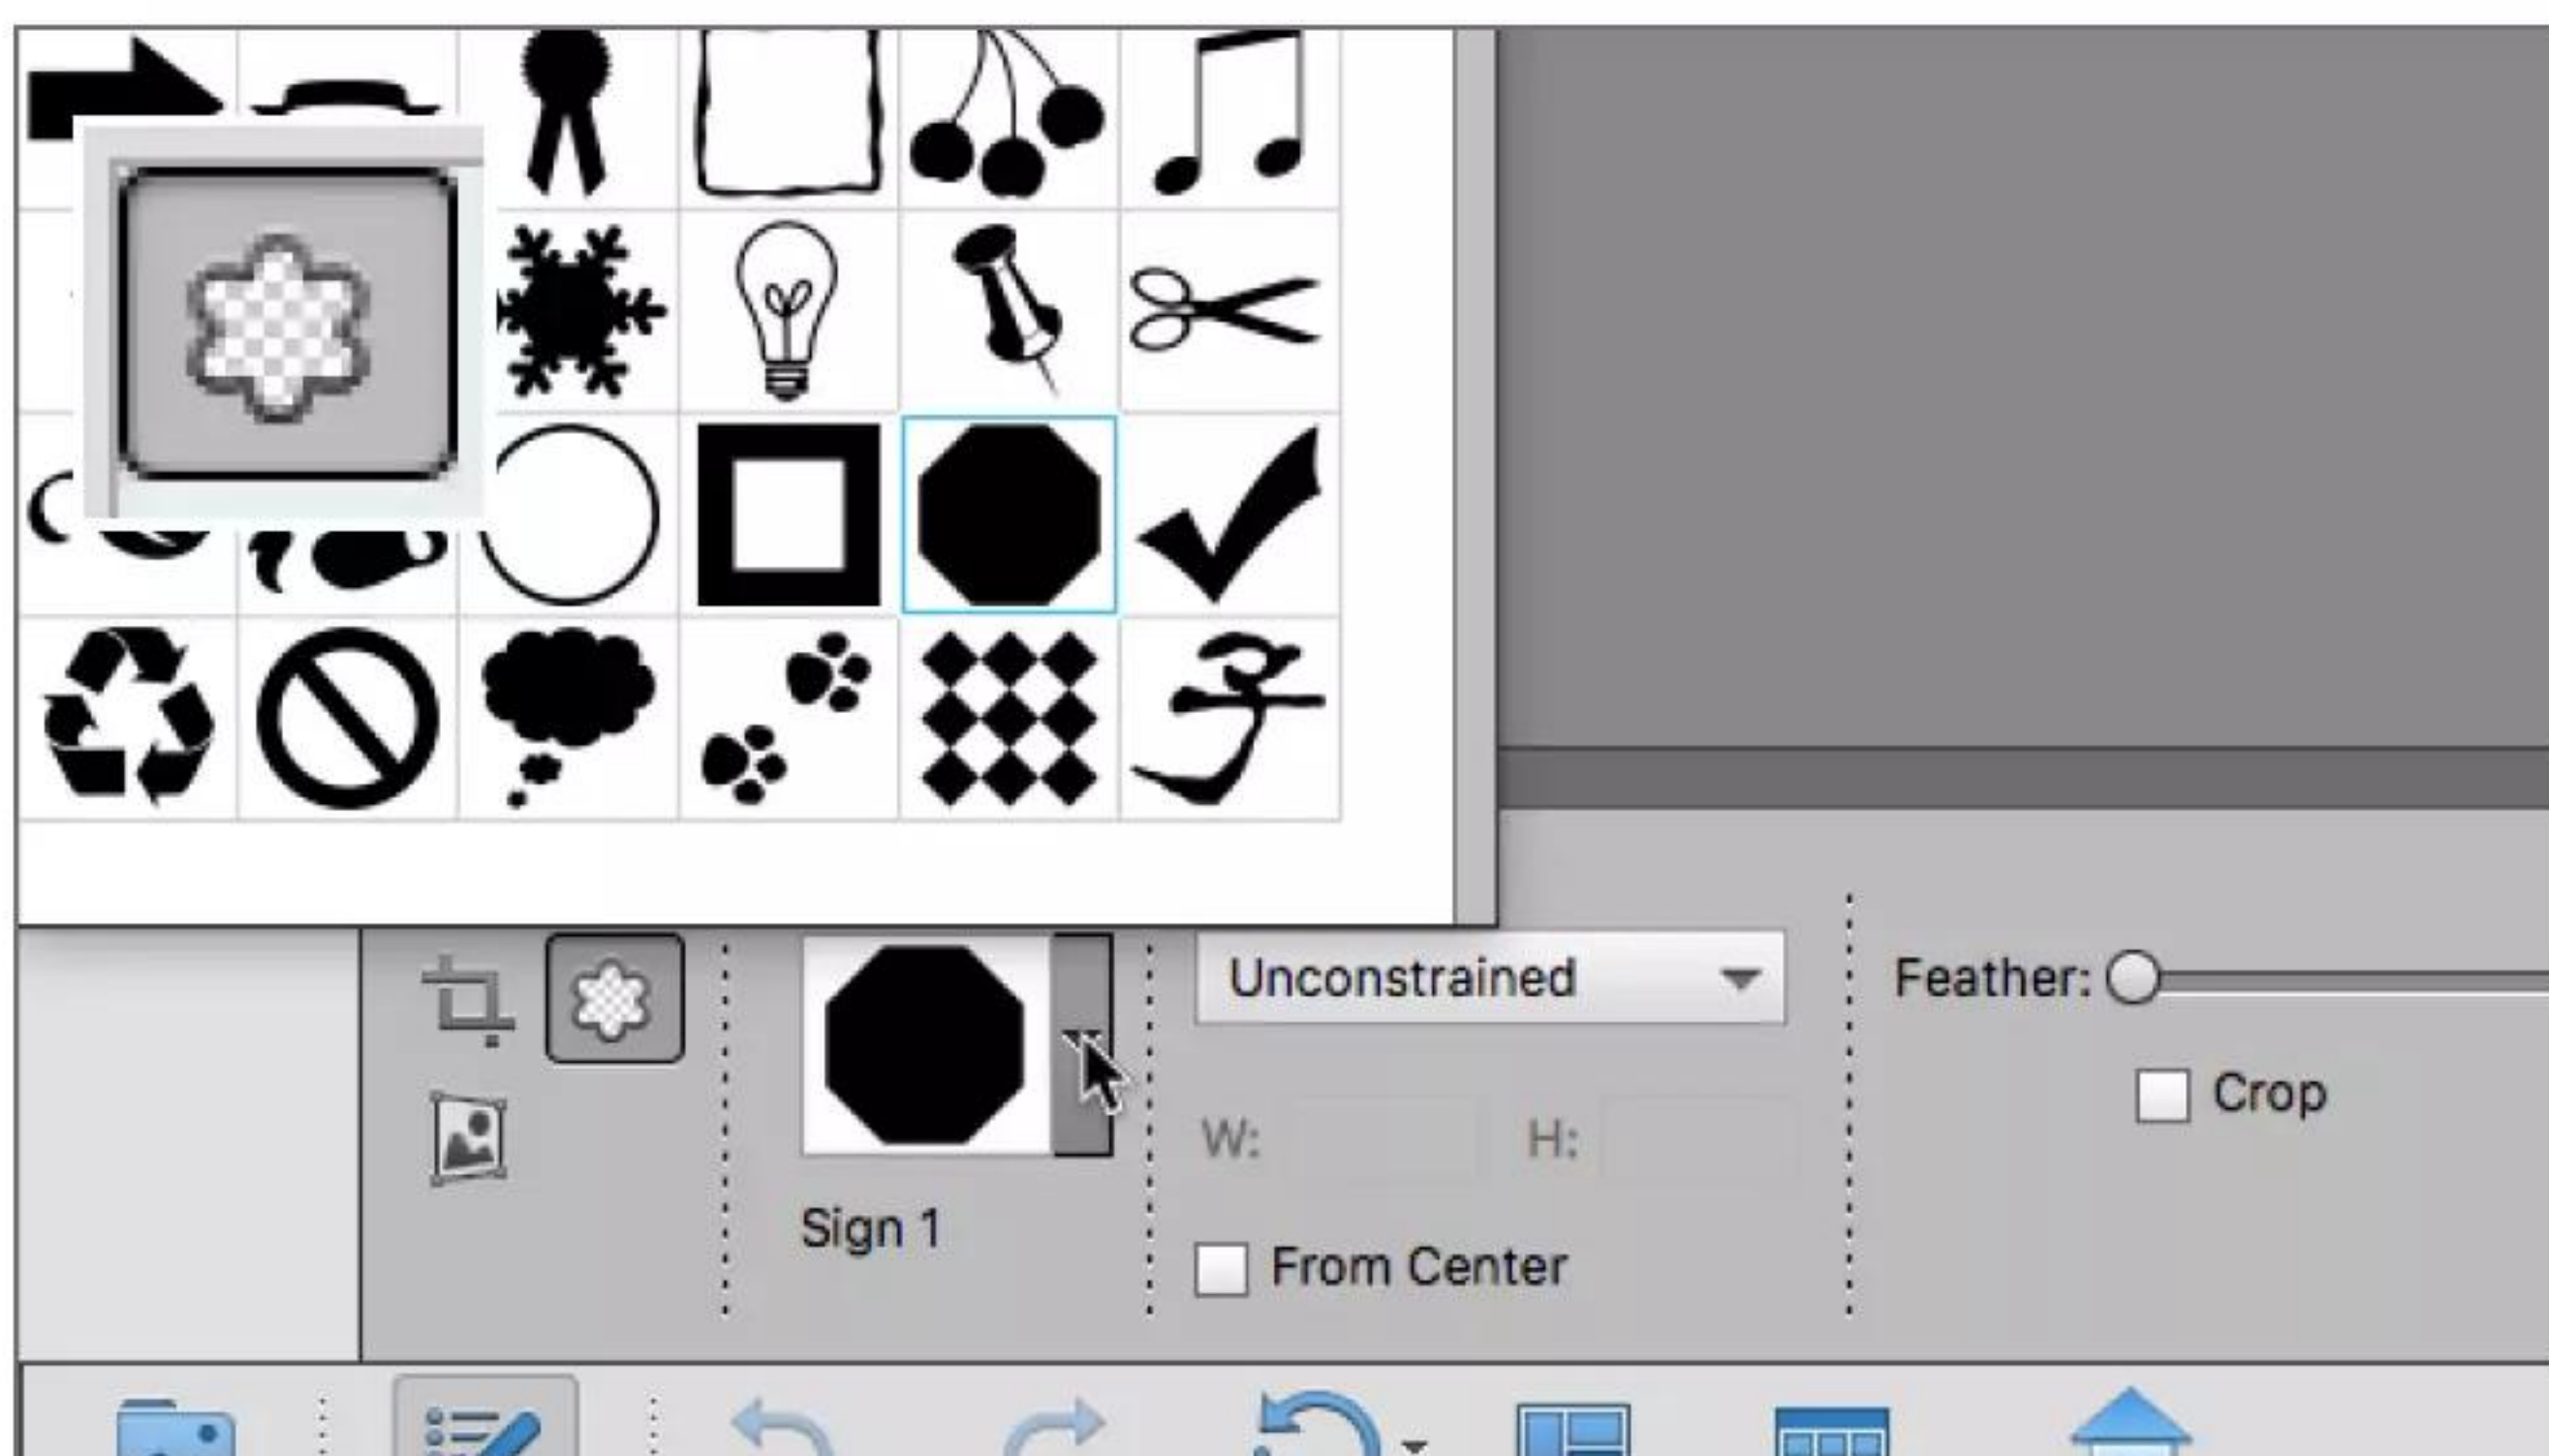 Unconstrained
Feather:
Crop
W:
H:
Sign 1
From Center